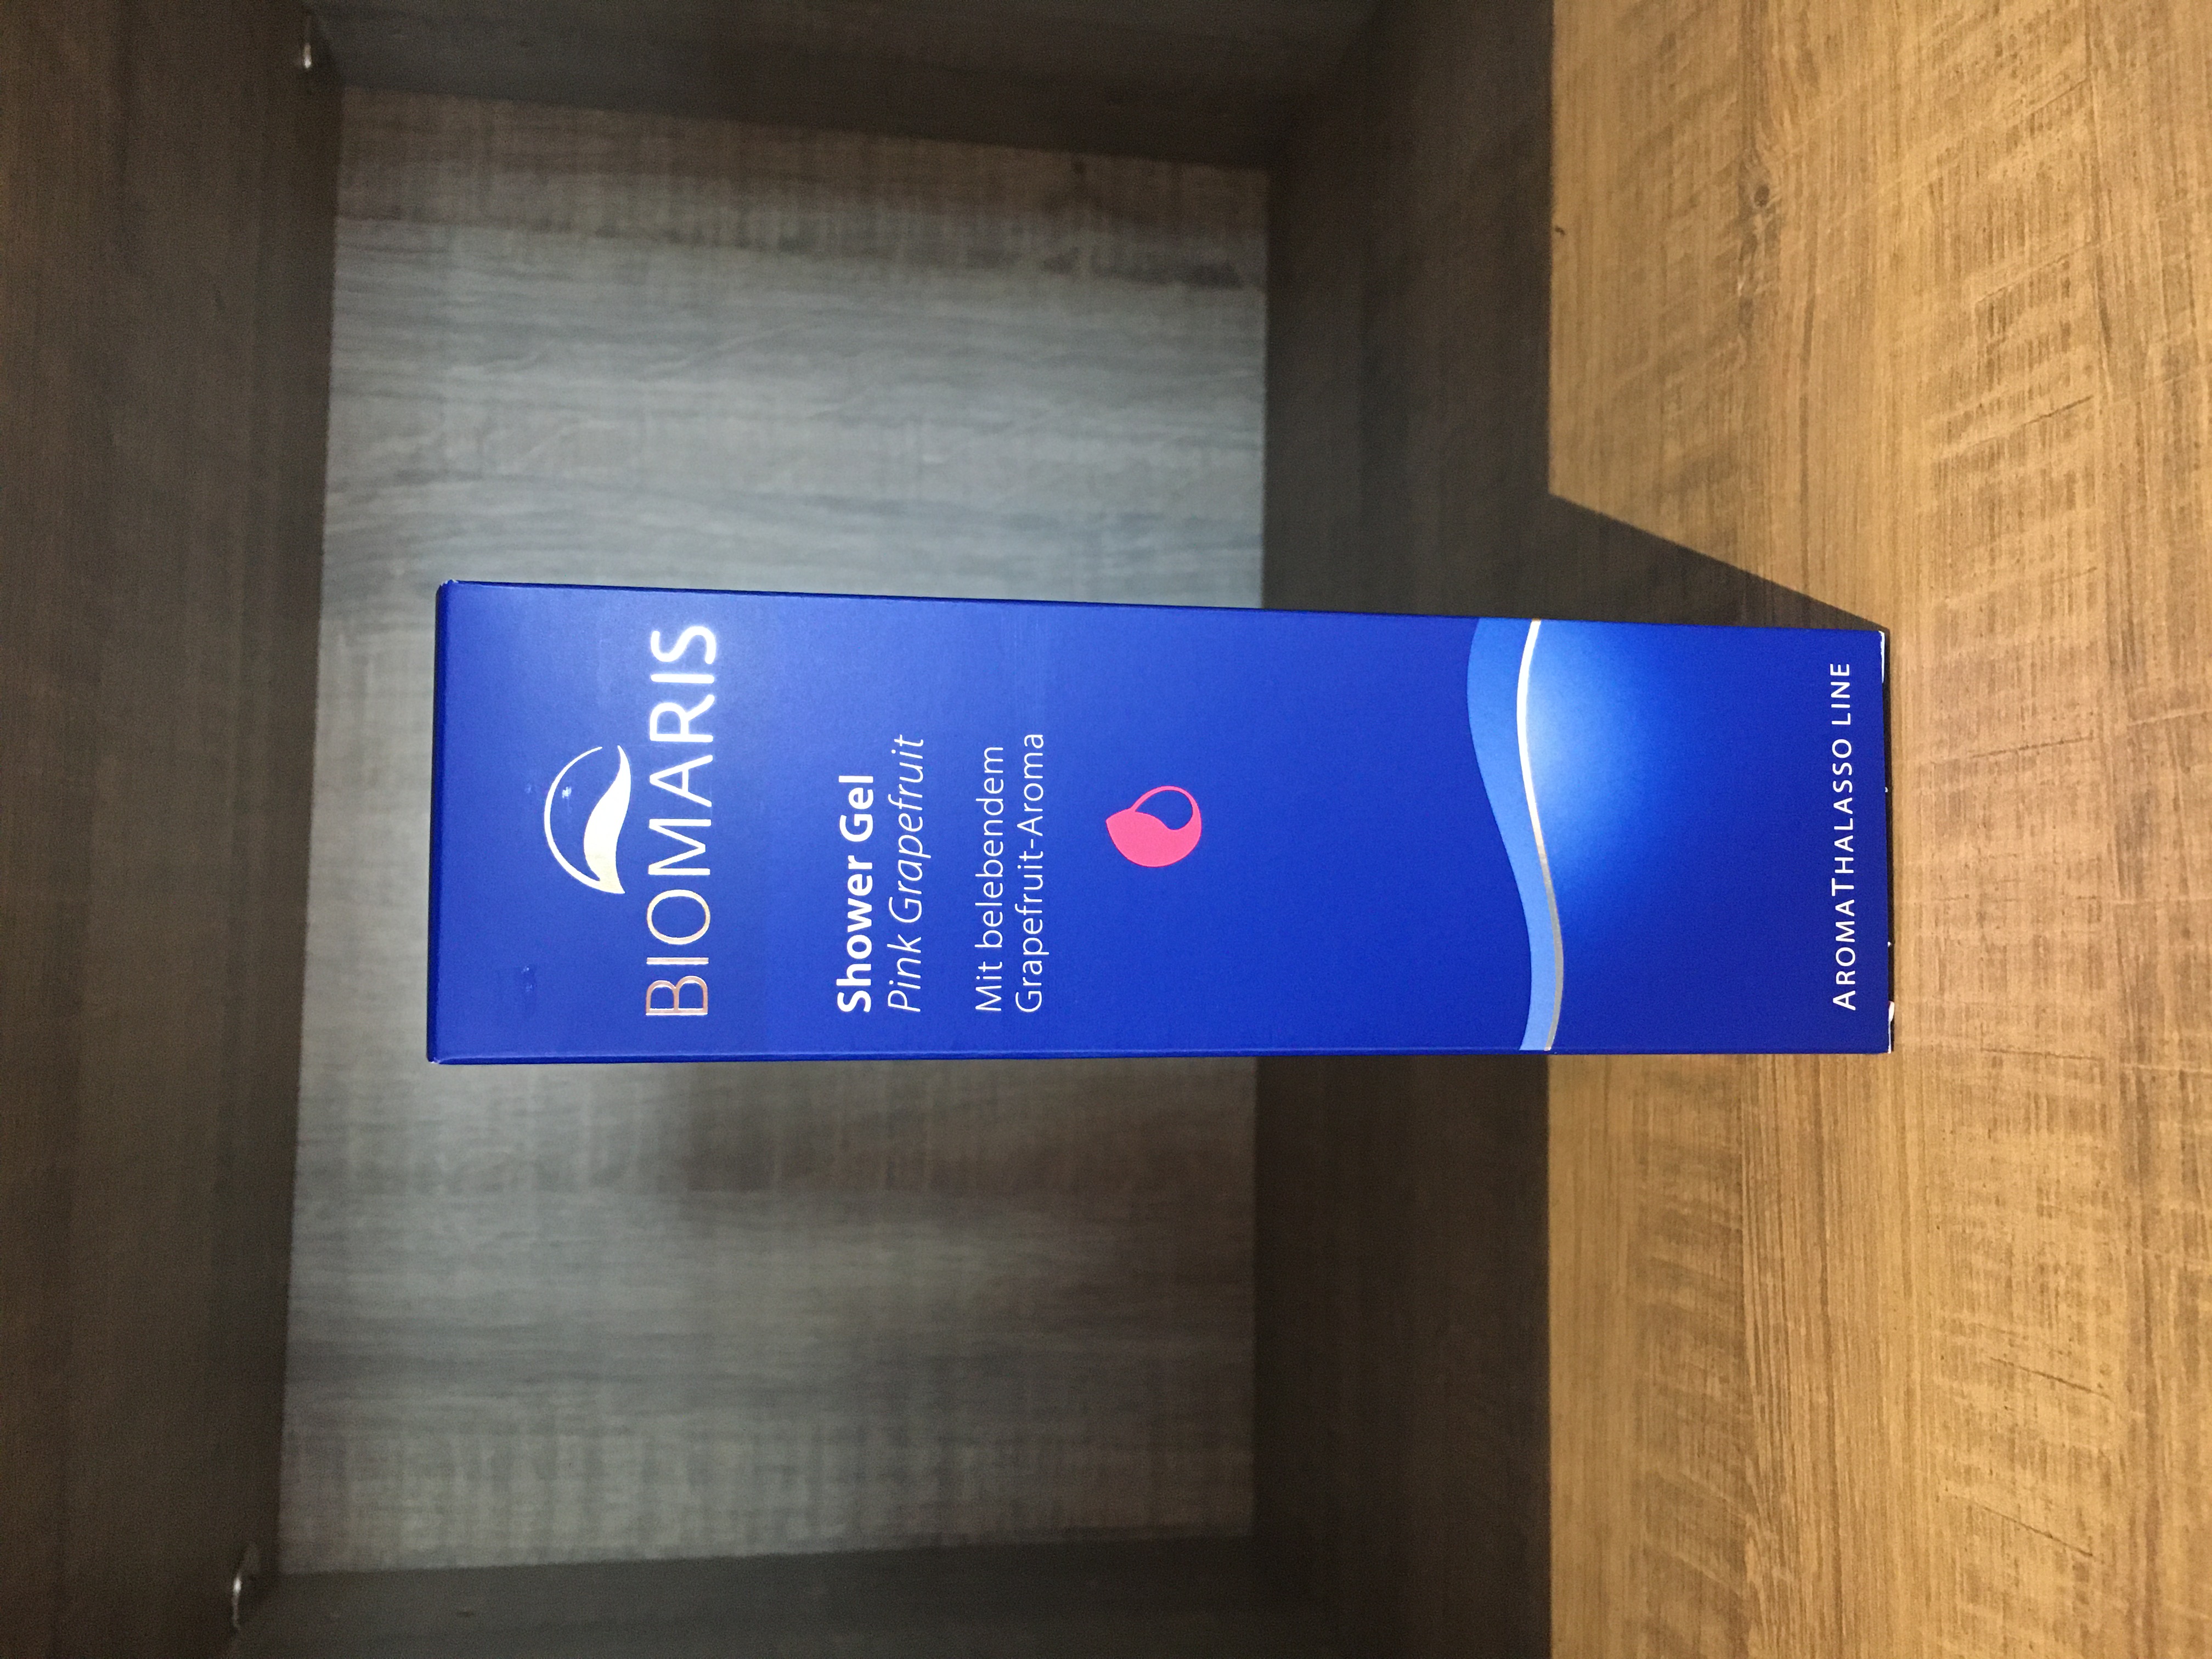 BIOMARIS
Shower Gel
Pink Grapefruit
Mit belebendem
Grapefruit-Aroma
AROMATHALASSO LINE